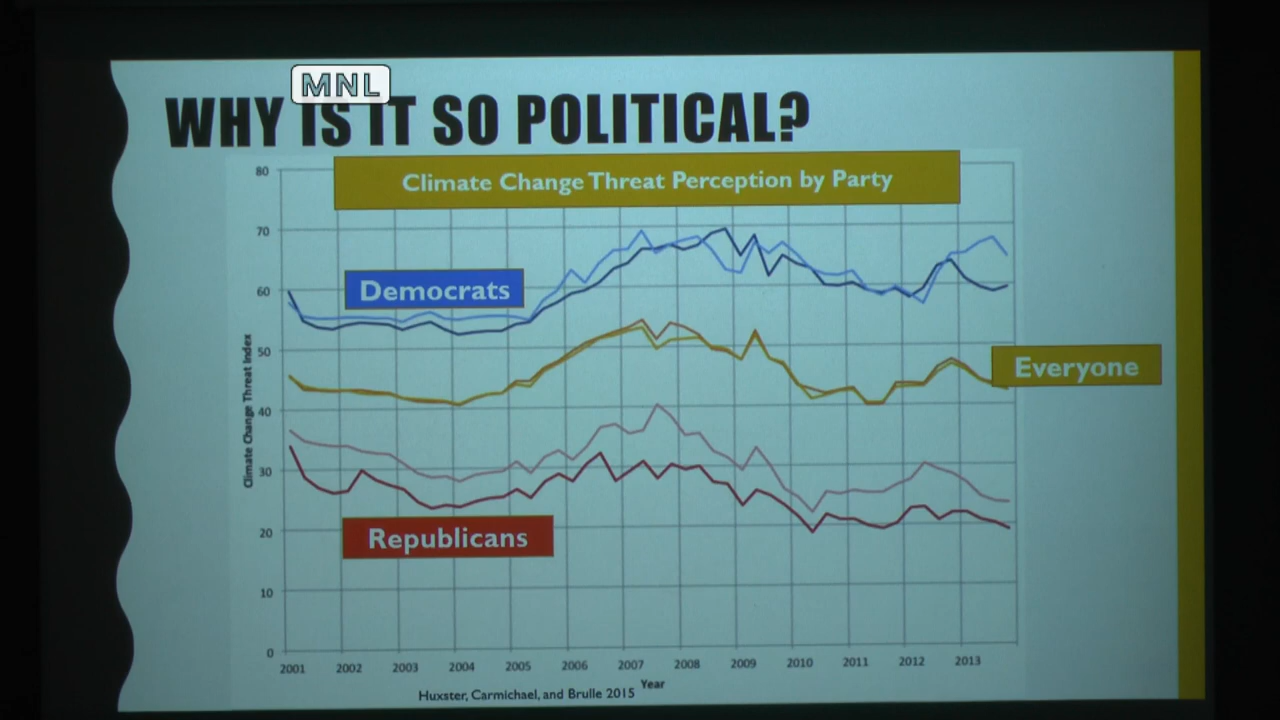 MNL
WHY IS IT SO POLITICAL?
Climate Change Threat Perception by Party
80
70
60
50
40
30
20
10
0
Climate Change Threat Index
Democrats
Everyone
Republicans
2001 2002 2003 2004 2005 2006 2007 2008 2009 2010 2011 2012 2013
Year
Huxster, Carmichael, and Brulle 2015